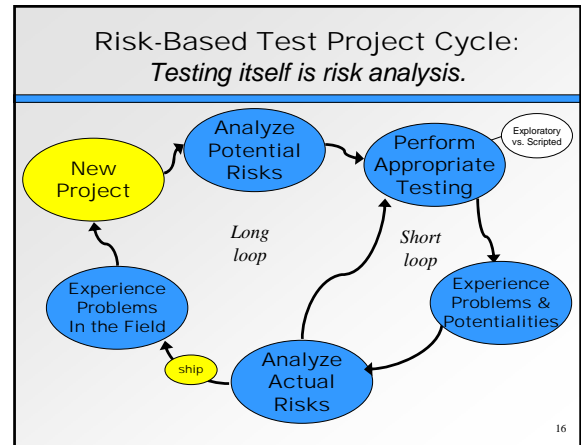 Risk-Based Test Project Cycle:
Testing itself is risk analysis.
Analyze
Potential
Risks
Perform
Appropriate
Testing
Exploratory
vs. Scripted
New
Project
Long
loop
Short
loop
Experience
Problems
In the Field
Experience
Problems &
Potentialities
ship
Analyze
Actual
Risks
16